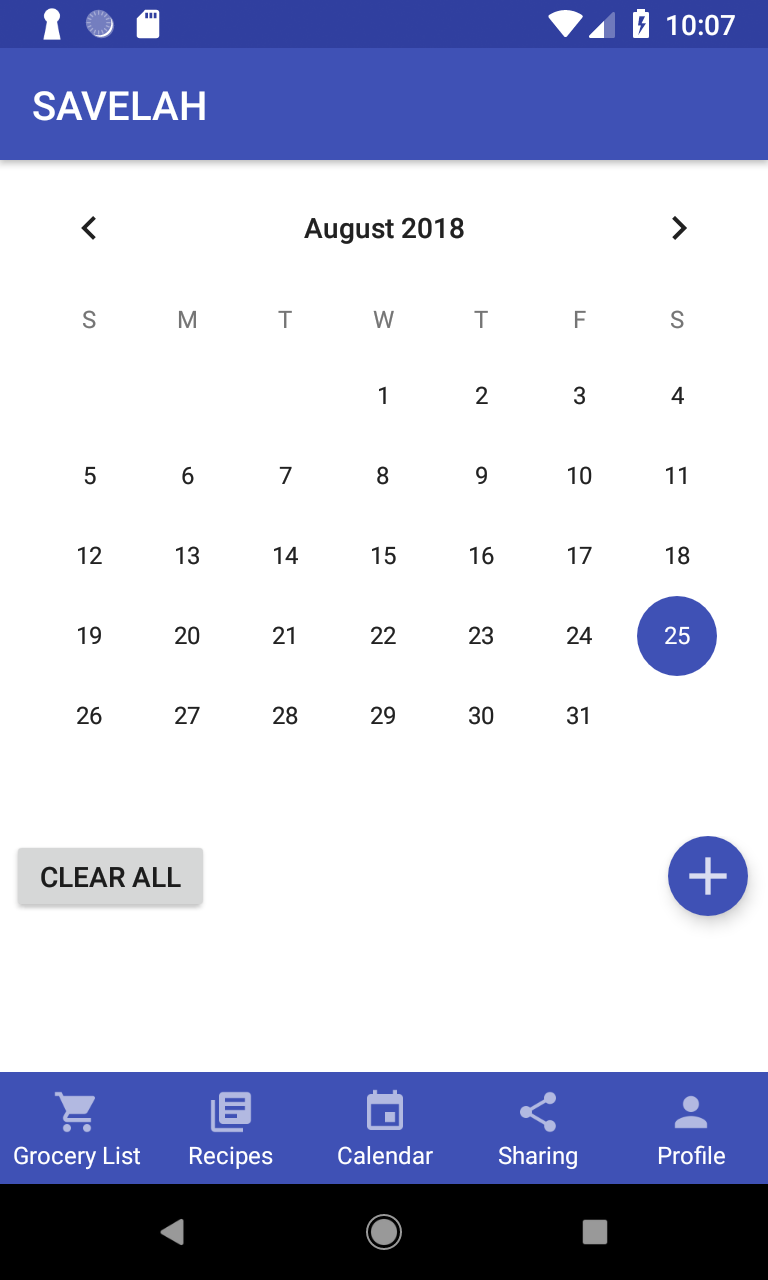 10:07
SAVELAH
August 2018
S M T W T F S
1 2 3 4
5 6 7 8 9 10 11
12 13 14 15 16 17 18
19 20 21 22 23 24 25
26 27 28 29 30 31
CLEAR ALL
Grocery List Recipes Calendar Sharing Profile